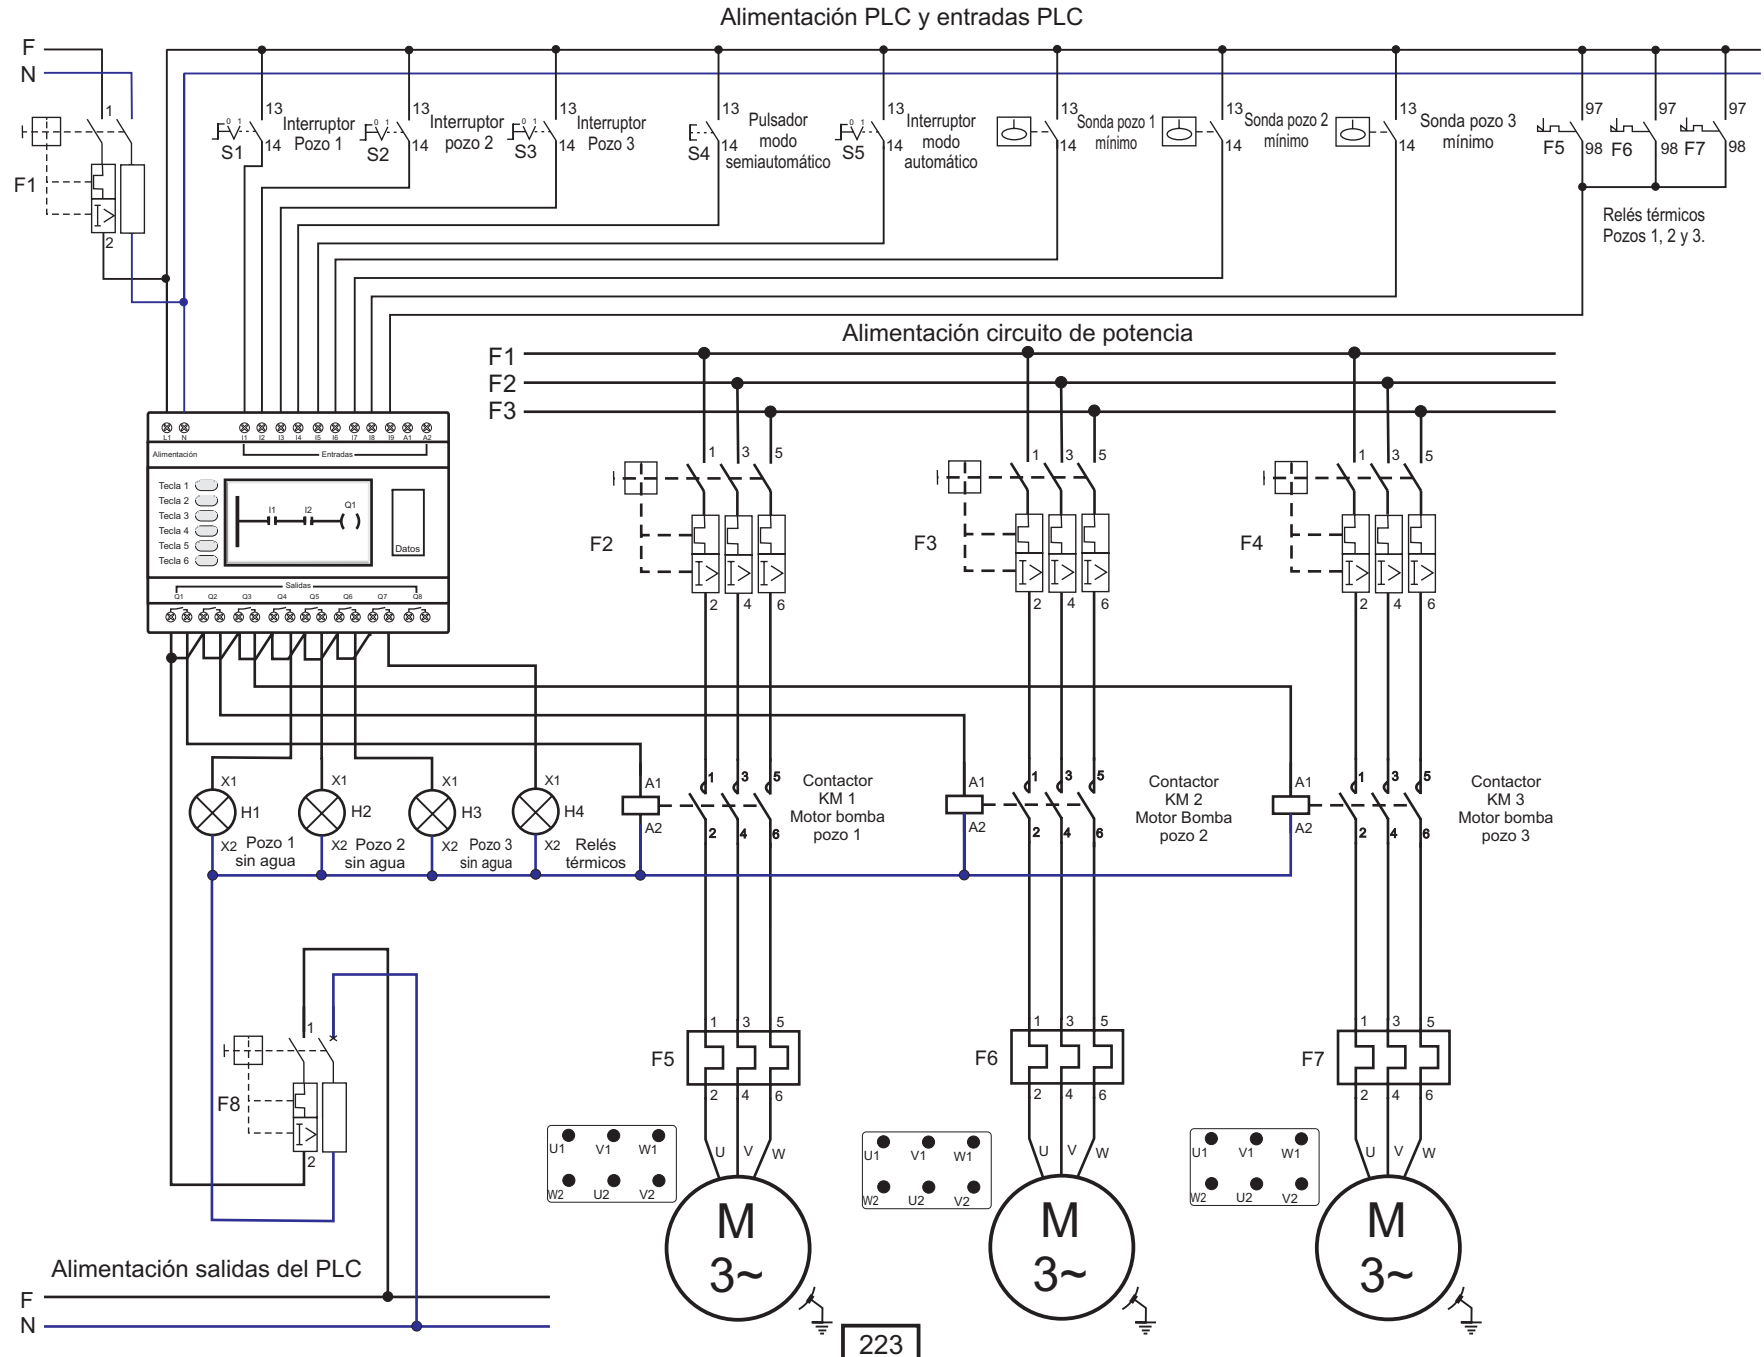 Alimentación PLC y entradas PLC
F
N
1
F1
2
13
14
S1
0 1
Interruptor
Pozo 1
13
14
S2
0 1
Interruptor
pozo 2
13
14
S3
0 1
Interruptor
Pozo 3
13
14
S4
Pulsador
modo
semiautomático
13
14
S5
0 1
Interruptor
modo
automático
13
14
Sonda pozo 1
mínimo
13
14
Sonda pozo 2
mínimo
13
14
Sonda pozo 3
mínimo
97
98
F5
97
98
F6
97
98
F7
Relés térmicos
Pozos 1, 2 y 3.
Alimentación circuito de potencia
F1
F2
F3
L1 N I1 I2 I3 I4 I5 I6 I7 I8 I9 A1 A2
Alimentación
Entradas
Tecla 1
Tecla 2
Tecla 3
Tecla 4
Tecla 5
Tecla 6
I1 I2 Q1
Datos
Salidas
Q1 Q2 Q3 Q4 Q5 Q6 Q7 Q8
1 3 5
F2
2 4 6
1 3 5
F3
2 4 6
1 3 5
F4
2 4 6
X1
H1
X2
Pozo 1
sin agua
X1
H2
X2
Pozo 2
sin agua
X1
H3
X2
Pozo 3
sin agua
X1
H4
X2
Relés
térmicos
A1
A2
1 3 5
2 4 6
Contactor
KM 1
Motor bomba
pozo 1
A1
A2
1 3 5
2 4 6
Contactor
KM 2
Motor Bomba
pozo 2
A1
A2
1 3 5
2 4 6
Contactor
KM 3
Motor bomba
pozo 3
1
F8
2
1 3 5
F5
2 4 6
1 3 5
F6
2 4 6
1 3 5
F7
2 4 6
U1 V1 W1
W2 U2 V2
U V W
M
3~
U1 V1 W1
W2 U2 V2
U V W
M
3~
U1 V1 W1
W2 U2 V2
U V W
M
3~
Alimentación salidas del PLC
F
N
223